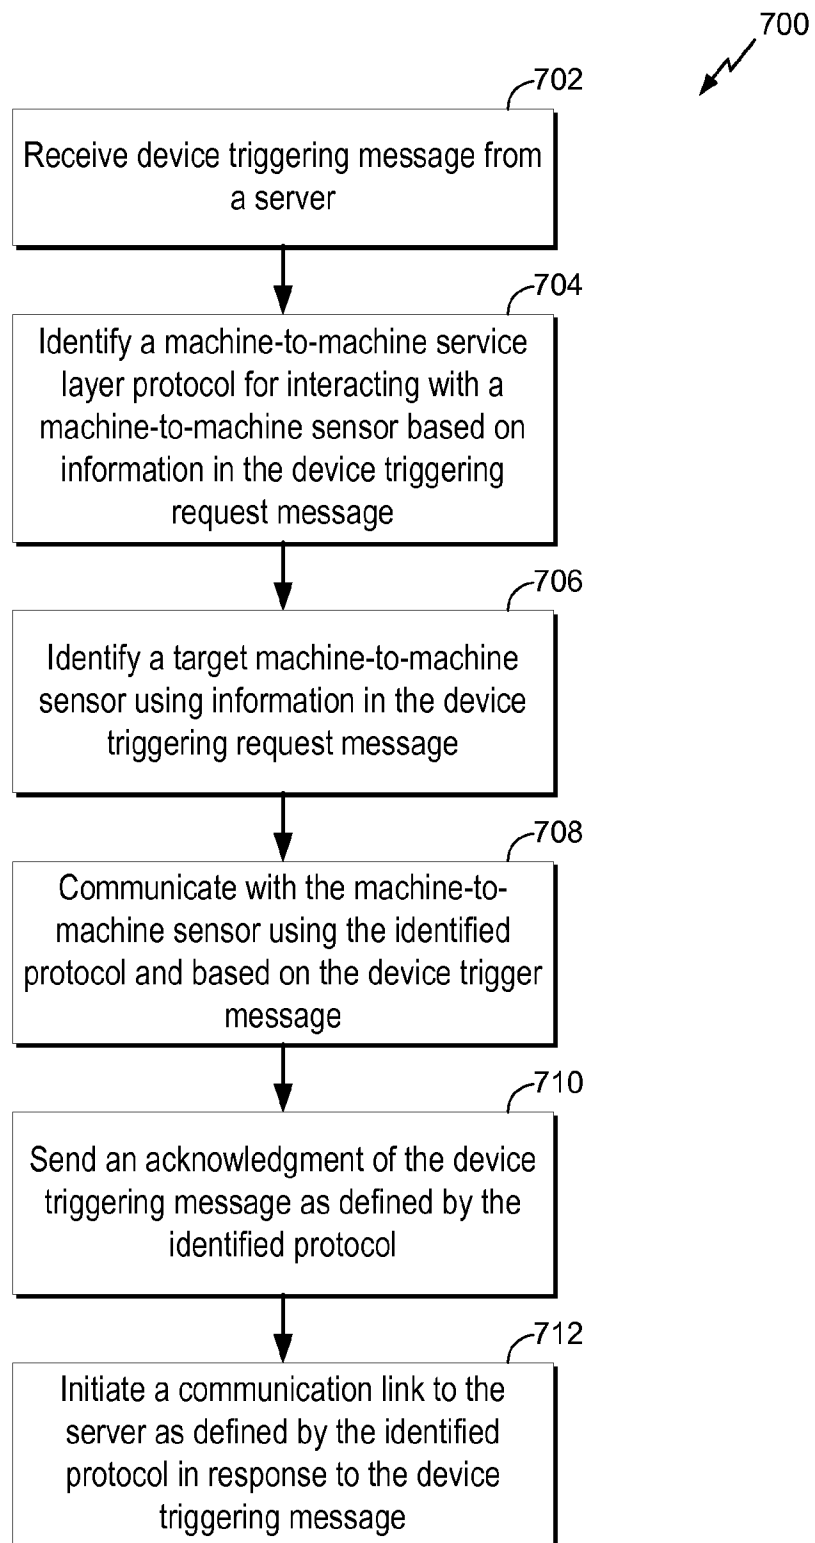 700
702
Receive device triggering message from
a server
704
Identify a machine-to-machine service
layer protocol for interacting with a
machine-to-machine sensor based on
information in the device triggering
request message
706
Identify a target machine-to-machine
sensor using information in the device
triggering request message
708
Communicate with the machine-to-
machine sensor using the identified
protocol and based on the device trigger
message
710
Send an acknowledgment of the device
triggering message as defined by the
identified protocol
712
Initiate a communication link to the
server as defined by the identified
protocol in response to the device
triggering message